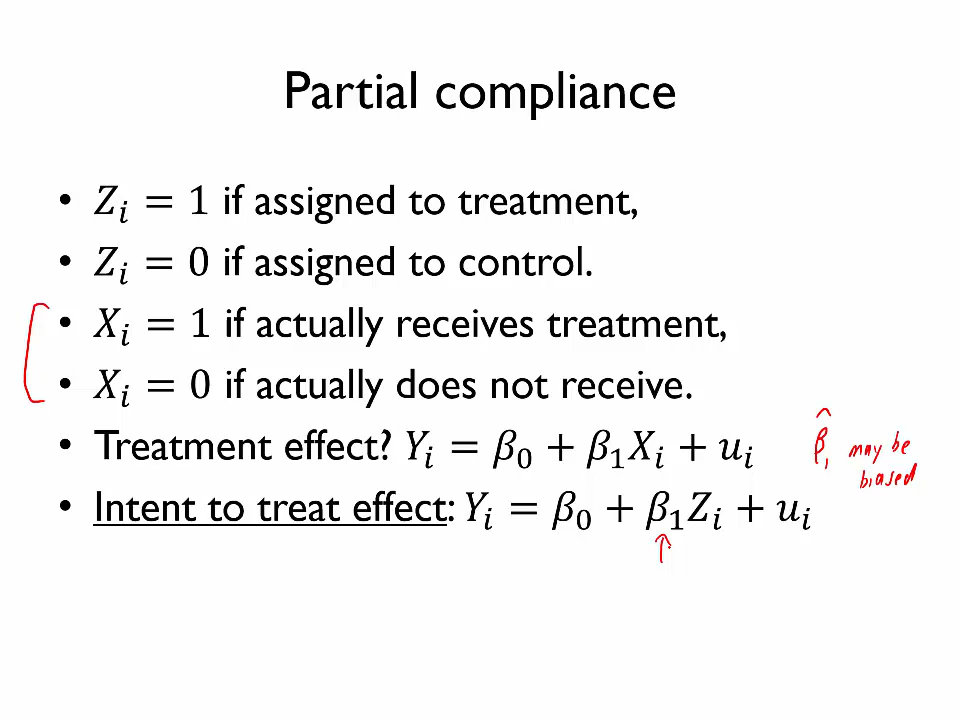 Partial compliance
• Zᵢ = 1 if assigned to treatment,
• Zᵢ = 0 if assigned to control.
• Xᵢ = 1 if actually receives treatment,
• Xᵢ = 0 if actually does not receive.
• Treatment effect? Yᵢ = β₀ + β₁Xᵢ + uᵢ
β̂₁ may be
biased
• Intent to treat effect: Yᵢ = β₀ + β₁Zᵢ + uᵢ
↑